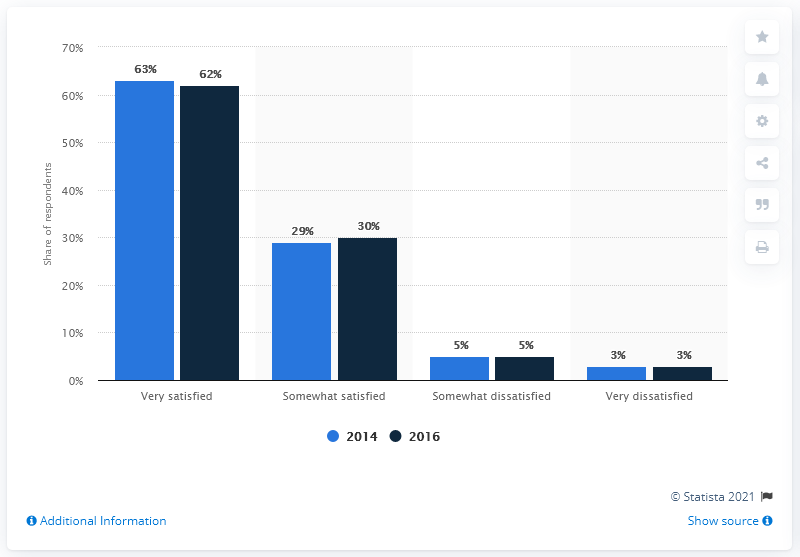 70%
63%
62%
60%
50%
40%
30%
29%
30%
20%
10%
5%
5%
3%
3%
0%
Share of respondents
Very satisfied
Somewhat satisfied
Somewhat dissatisfied
Very dissatisfied
2014 2016
© Statista 2021
Additional Information
Show source